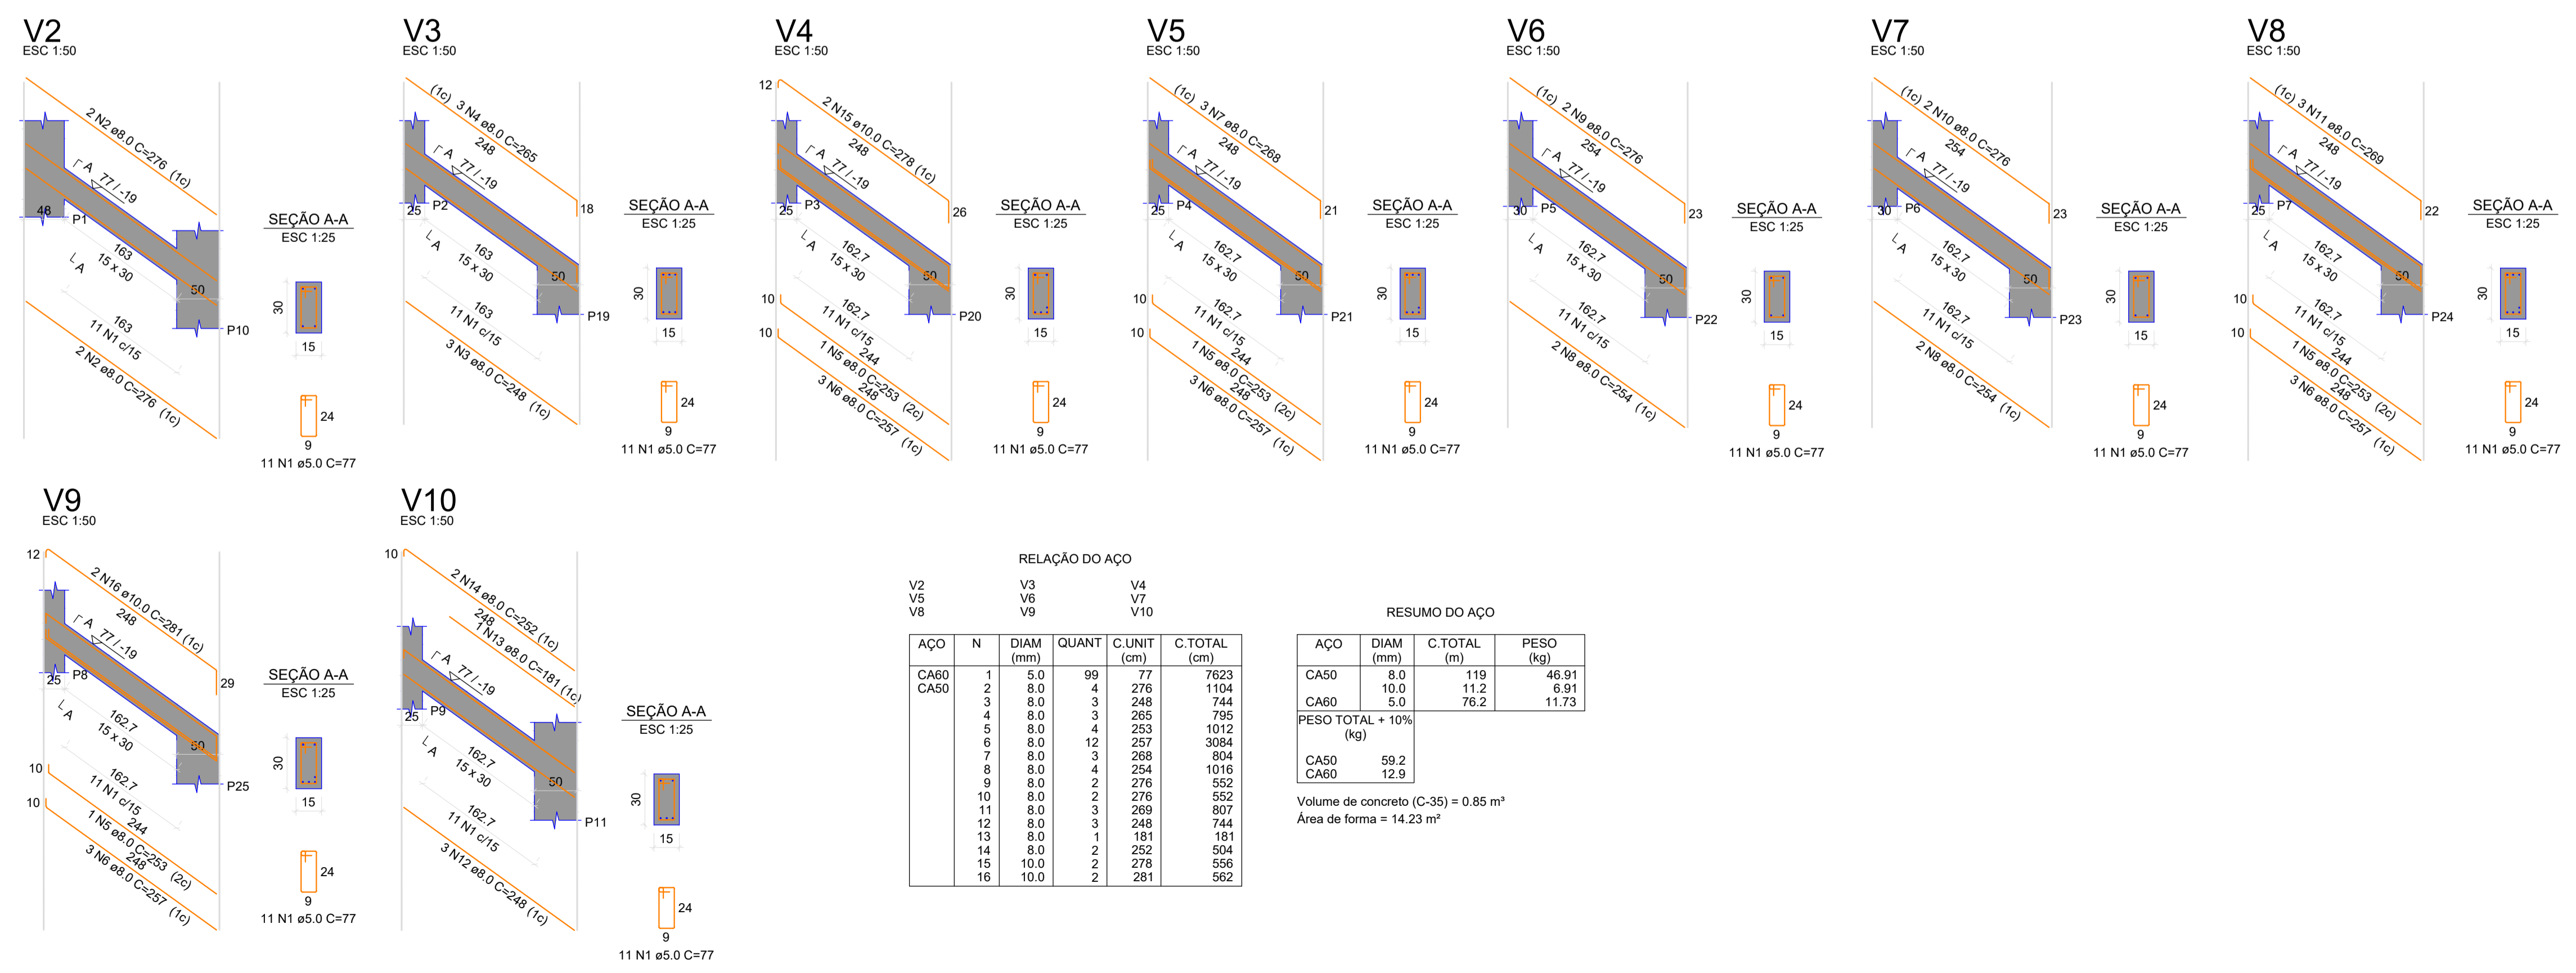 V2
ESC 1:50
2 N2 ø8.0 C=276 (1c)
A 77 / -19
48
P1
A
163
15 x 30
50
163
11 N1 c/15
P10
2 N2 ø8.0 C=276 (1c)
SEÇÃO A-A
ESC 1:25
30
15
24
9
11 N1 ø5.0 C=77
V3
ESC 1:50
(1c) 3 N4 ø8.0 C=265
248
18
A 77 / -19
25
P2
A
163
15 x 30
50
163
11 N1 c/15
P19
3 N3 ø8.0 C=248 (1c)
SEÇÃO A-A
ESC 1:25
30
15
24
9
11 N1 ø5.0 C=77
V4
ESC 1:50
12
2 N15 ø10.0 C=278 (1c)
248
26
A 77 / -19
25
P3
A
162.7
15 x 30
50
162.7
11 N1 c/15
P20
10
244
1 N5 ø8.0 C=253 (2c)
10
248
3 N6 ø8.0 C=257 (1c)
SEÇÃO A-A
ESC 1:25
30
15
24
9
11 N1 ø5.0 C=77
V5
ESC 1:50
(1c) 3 N7 ø8.0 C=268
248
21
A 77 / -19
25
P4
A
162.7
15 x 30
50
162.7
11 N1 c/15
P21
10
244
1 N5 ø8.0 C=253 (2c)
10
248
3 N6 ø8.0 C=257 (1c)
SEÇÃO A-A
ESC 1:25
30
15
24
9
11 N1 ø5.0 C=77
V6
ESC 1:50
(1c) 2 N9 ø8.0 C=276
254
23
A 77 / -19
30
P5
A
162.7
15 x 30
50
162.7
11 N1 c/15
P22
2 N8 ø8.0 C=254 (1c)
SEÇÃO A-A
ESC 1:25
30
15
24
9
11 N1 ø5.0 C=77
V7
ESC 1:50
(1c) 2 N10 ø8.0 C=276
254
23
A 77 / -19
30
P6
A
162.7
15 x 30
50
162.7
11 N1 c/15
P23
2 N8 ø8.0 C=254 (1c)
SEÇÃO A-A
ESC 1:25
30
15
24
9
11 N1 ø5.0 C=77
V8
ESC 1:50
(1c) 3 N11 ø8.0 C=269
248
22
A 77 / -19
25
P7
A
162.7
15 x 30
50
162.7
11 N1 c/15
P24
10
244
1 N5 ø8.0 C=253 (2c)
10
248
3 N6 ø8.0 C=257 (1c)
SEÇÃO A-A
ESC 1:25
30
15
24
9
11 N1 ø5.0 C=77
V9
ESC 1:50
12
2 N16 ø10.0 C=281 (1c)
248
29
A 77 / -19
25
P8
A
162.7
15 x 30
50
162.7
11 N1 c/15
P25
10
244
1 N5 ø8.0 C=253 (2c)
10
248
3 N6 ø8.0 C=257 (1c)
SEÇÃO A-A
ESC 1:25
30
15
24
9
11 N1 ø5.0 C=77
V10
ESC 1:50
10
2 N14 ø8.0 C=252 (1c)
248
1 N13 ø8.0 C=181 (1c)
A 77 / -19
25
P9
A
162.7
15 x 30
50
162.7
11 N1 c/15
P11
3 N12 ø8.0 C=248 (1c)
SEÇÃO A-A
ESC 1:25
30
15
24
9
11 N1 ø5.0 C=77
RELAÇÃO DO AÇO
V2 V3 V4
V5 V6 V7
V8 V9 V10
AÇO N DIAM QUANT C.UNIT C.TOTAL
(mm) (cm) (cm)
CA60 1 5.0 99 77 7623
CA50 2 8.0 4 276 1104
3 8.0 3 248 744
4 8.0 3 265 795
5 8.0 4 253 1012
6 8.0 12 257 3084
7 8.0 3 268 804
8 8.0 4 254 1016
9 8.0 2 276 552
10 8.0 2 276 552
11 8.0 3 269 807
12 8.0 3 248 744
13 8.0 1 181 181
14 8.0 2 252 504
15 10.0 2 278 556
16 10.0 2 281 562
RESUMO DO AÇO
AÇO DIAM C.TOTAL PESO
(mm) (m) (kg)
CA50 8.0 119 46.91
10.0 11.2 6.91
CA60 5.0 76.2 11.73
PESO TOTAL + 10%
(kg)
CA50 59.2
CA60 12.9
Volume de concreto (C-35) = 0.85 m³
Área de forma = 14.23 m²